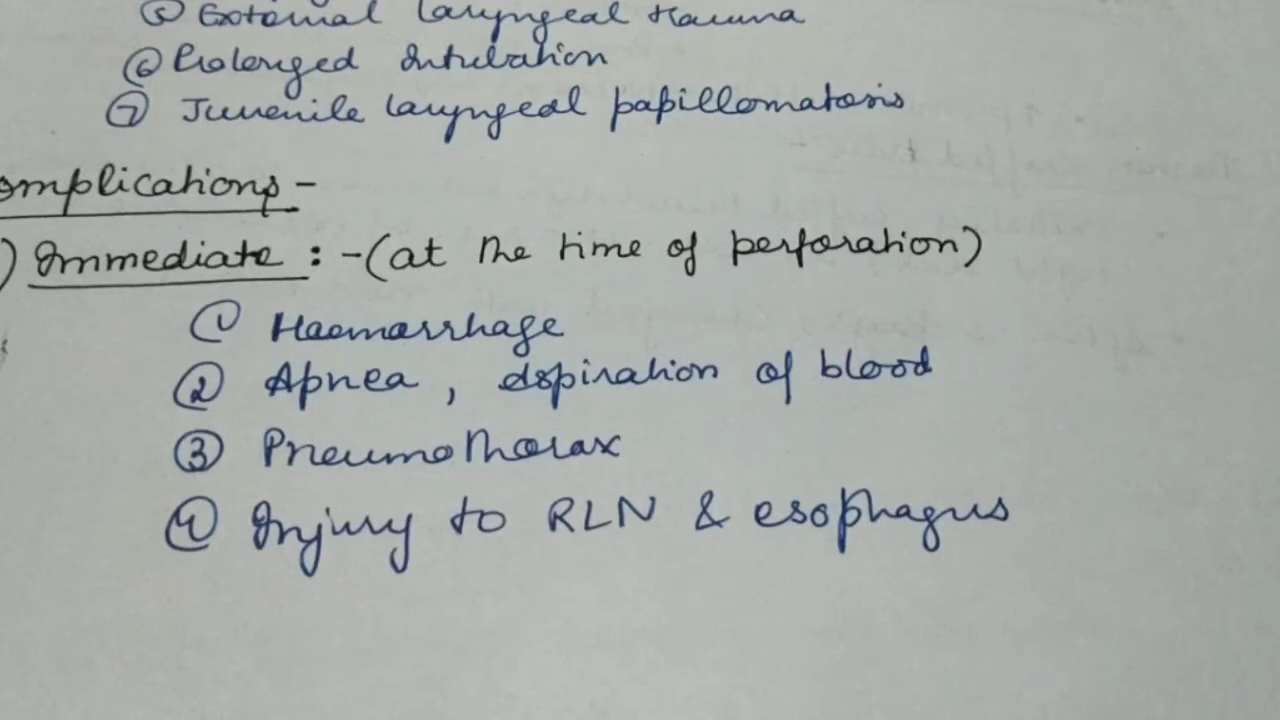 ⑤ External laryngeal trauma
⑥ Prolonged Intubation
⑦ Juvenile laryngeal papillomatosis
omplications -
) Immediate : - (at the time of perforation)
① Haemorrhage
② Apnea , aspiration of blood
③ Pneumothorax
④ Injury to RLN & esophagus